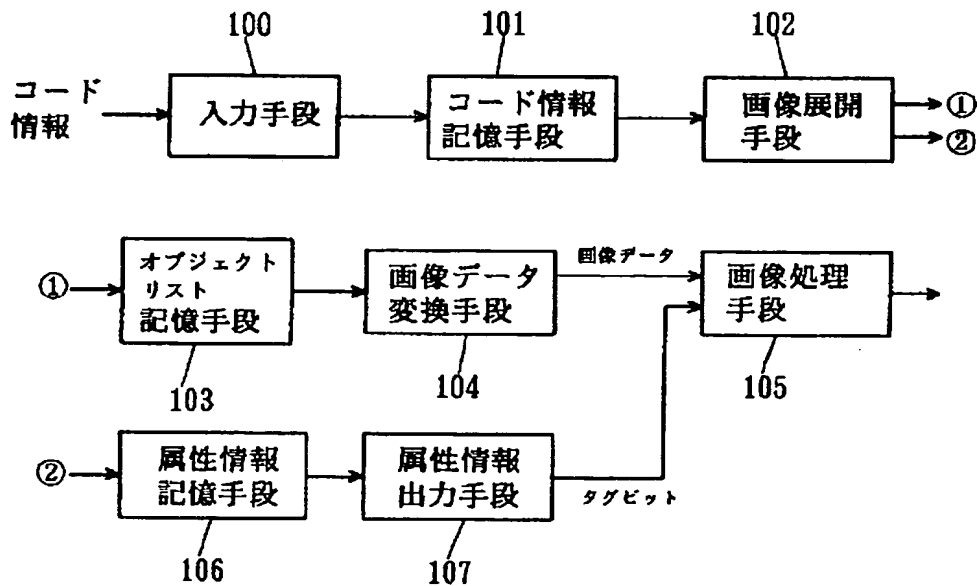 100
101
102
コード
情報
入力手段
コード情報
記憶手段
画像展開
手段
①
②
①
オブジェクト
リスト
記憶手段
画像データ
変換手段
画像データ
画像処理
手段
103
104
105
②
属性情報
記憶手段
属性情報
出力手段
タグビット
106
107